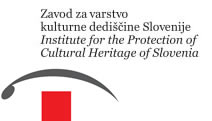 Zavod za varstvo
kulturne dediščine Slovenije
Institute for the Protection of
Cultural Heritage of Slovenia